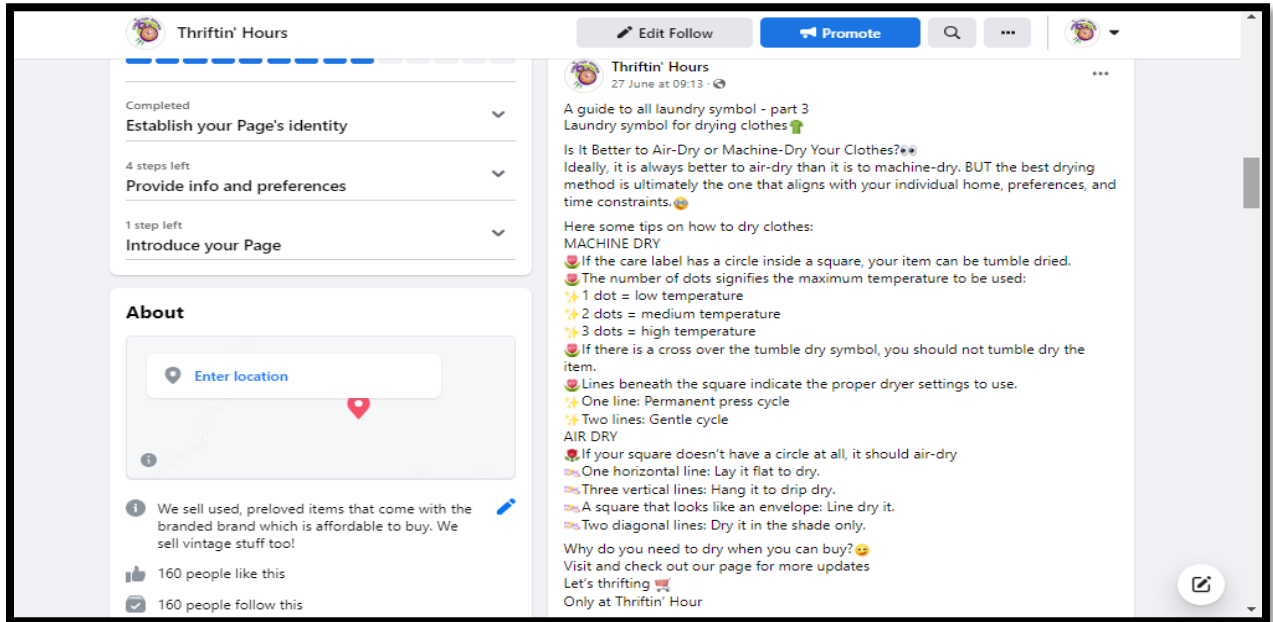 Thriftin' Hours
Edit Follow
Promote
Completed
Establish your Page's identity
4 steps left
Provide info and preferences
1 step left
Introduce your Page
About
Enter location
We sell used, preloved items that come with the
branded brand which is affordable to buy. We
sell vintage stuff too!
160 people like this
160 people follow this
Thriftin' Hours
27 June at 09:13
A guide to all laundry symbol - part 3
Laundry symbol for drying clothes👕
Is It Better to Air-Dry or Machine-Dry Your Clothes?👀
Ideally, it is always better to air-dry than it is to machine-dry. BUT the best drying
method is ultimately the one that aligns with your individual home, preferences, and
time constraints.😂
Here some tips on how to dry clothes:
MACHINE DRY
🌷If the care label has a circle inside a square, your item can be tumble dried.
🌷The number of dots signifies the maximum temperature to be used:
✨1 dot = low temperature
✨2 dots = medium temperature
✨3 dots = high temperature
🌷If there is a cross over the tumble dry symbol, you should not tumble dry the
item.
🌷Lines beneath the square indicate the proper dryer settings to use.
✨One line: Permanent press cycle
✨Two lines: Gentle cycle
AIR DRY
🌹If your square doesn't have a circle at all, it should air-dry
One horizontal line: Lay it flat to dry.
Three vertical lines: Hang it to drip dry.
A square that looks like an envelope: Line dry it.
Two diagonal lines: Dry it in the shade only.
Why do you need to dry when you can buy?😉
Visit and check out our page for more updates
Let's thrifting 🛒
Only at Thriftin' Hour